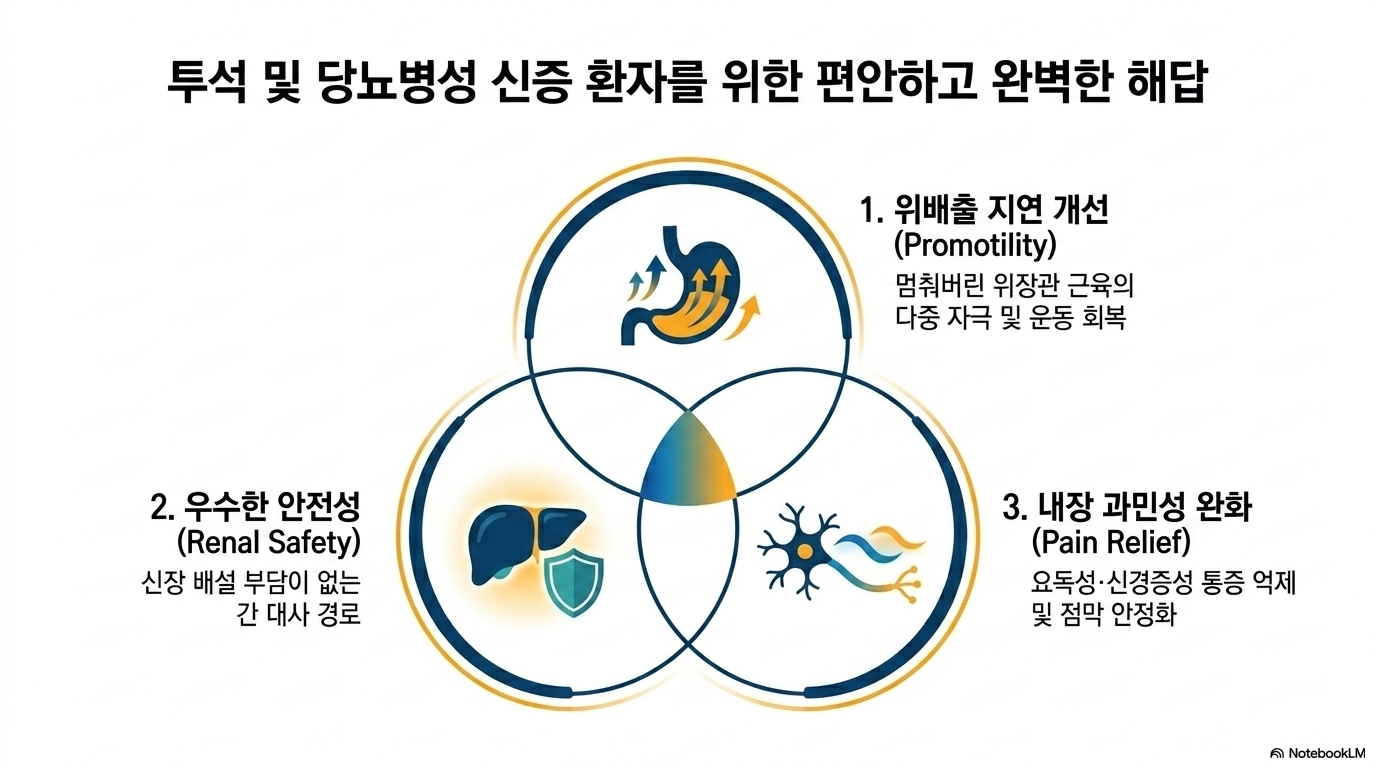 투석 및 당뇨병성 신증 환자를 위한 편안하고 완벽한 해답
1. 위배출 지연 개선
(Promotility)
멈춰버린 위장관 근육의
다중 자극 및 운동 회복
2. 우수한 안전성
(Renal Safety)
신장 배설 부담이 없는
간 대사 경로
3. 내장 과민성 완화
(Pain Relief)
요독성·신경증성 통증 억제
및 점막 안정화
NotebookLM